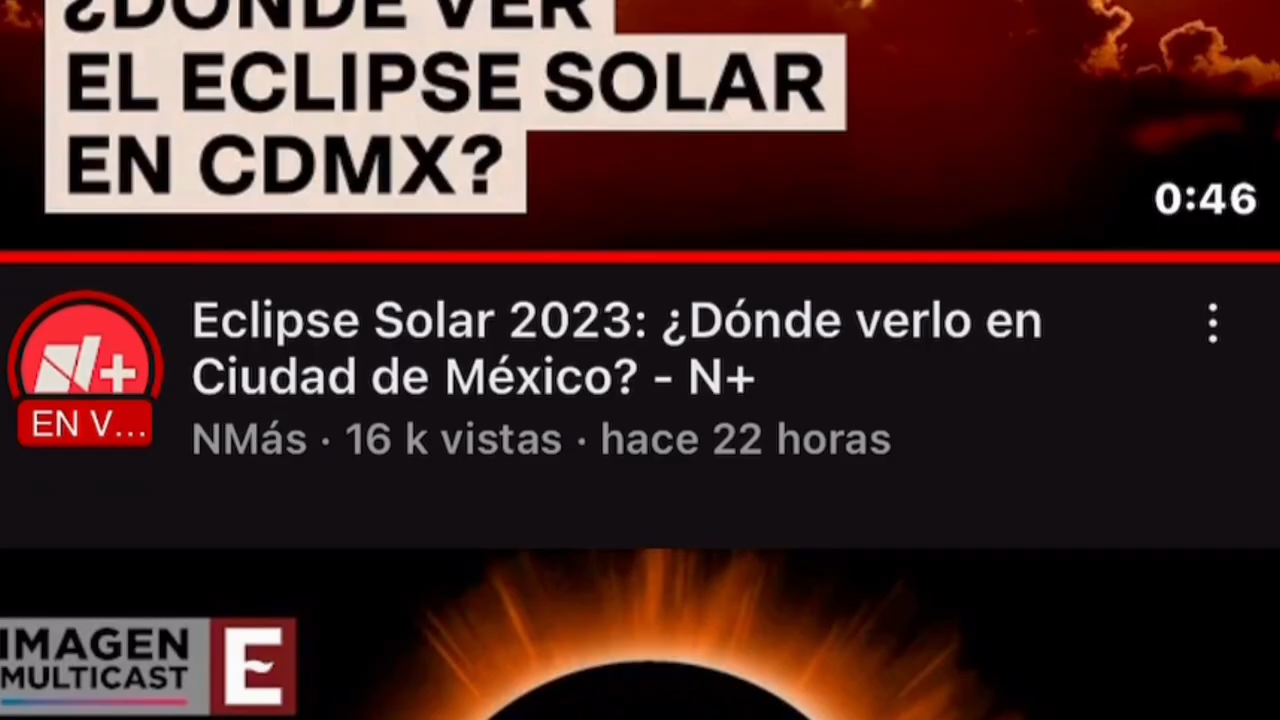 ¿DÓNDE VER
EL ECLIPSE SOLAR
EN CDMX?
0:46
Eclipse Solar 2023: ¿Dónde verlo en
Ciudad de México? - N+
N+
EN V...
NMás · 16 k vistas · hace 22 horas
IMAGEN
MULTICAST
E